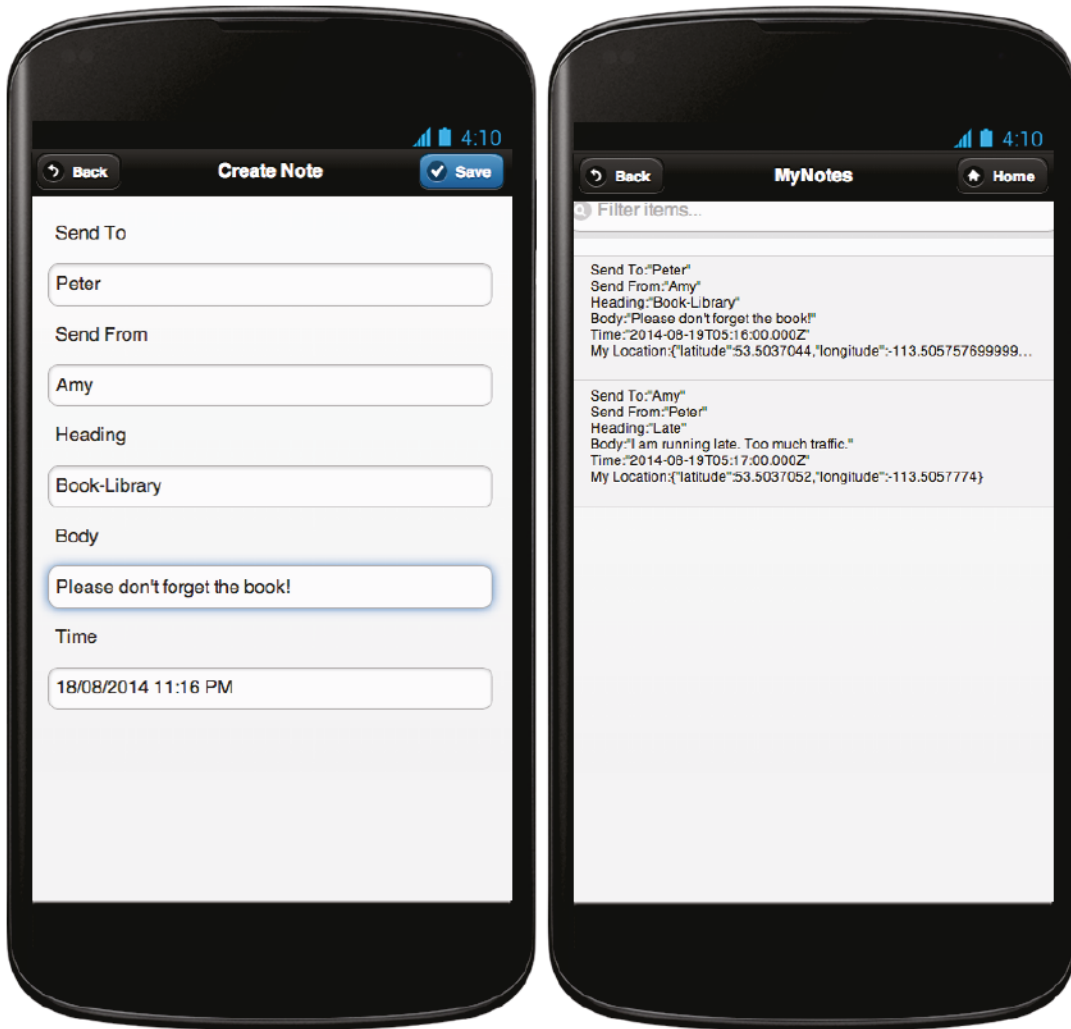 4:10
Back
Create Note
Save
Send To
Peter
Send From
Amy
Heading
Book-Library
Body
Please don't forget the book!
Time
18/08/2014 11:16 PM
4:10
Back
MyNotes
Home
Filter items...
Send To:"Peter"
Send From:"Amy"
Heading:"Book-Library"
Body:"Please don't forget the book!"
Time:"2014-08-19T05:16:00.000Z"
My Location:{"latitude":53.5037044,"longitude":-113.505757699999...
Send To:"Amy"
Send From:"Peter"
Heading:"Late"
Body:"I am running late. Too much traffic."
Time:"2014-08-19T05:17:00.000Z"
My Location:{"latitude":53.5037052,"longitude":-113.5057774}